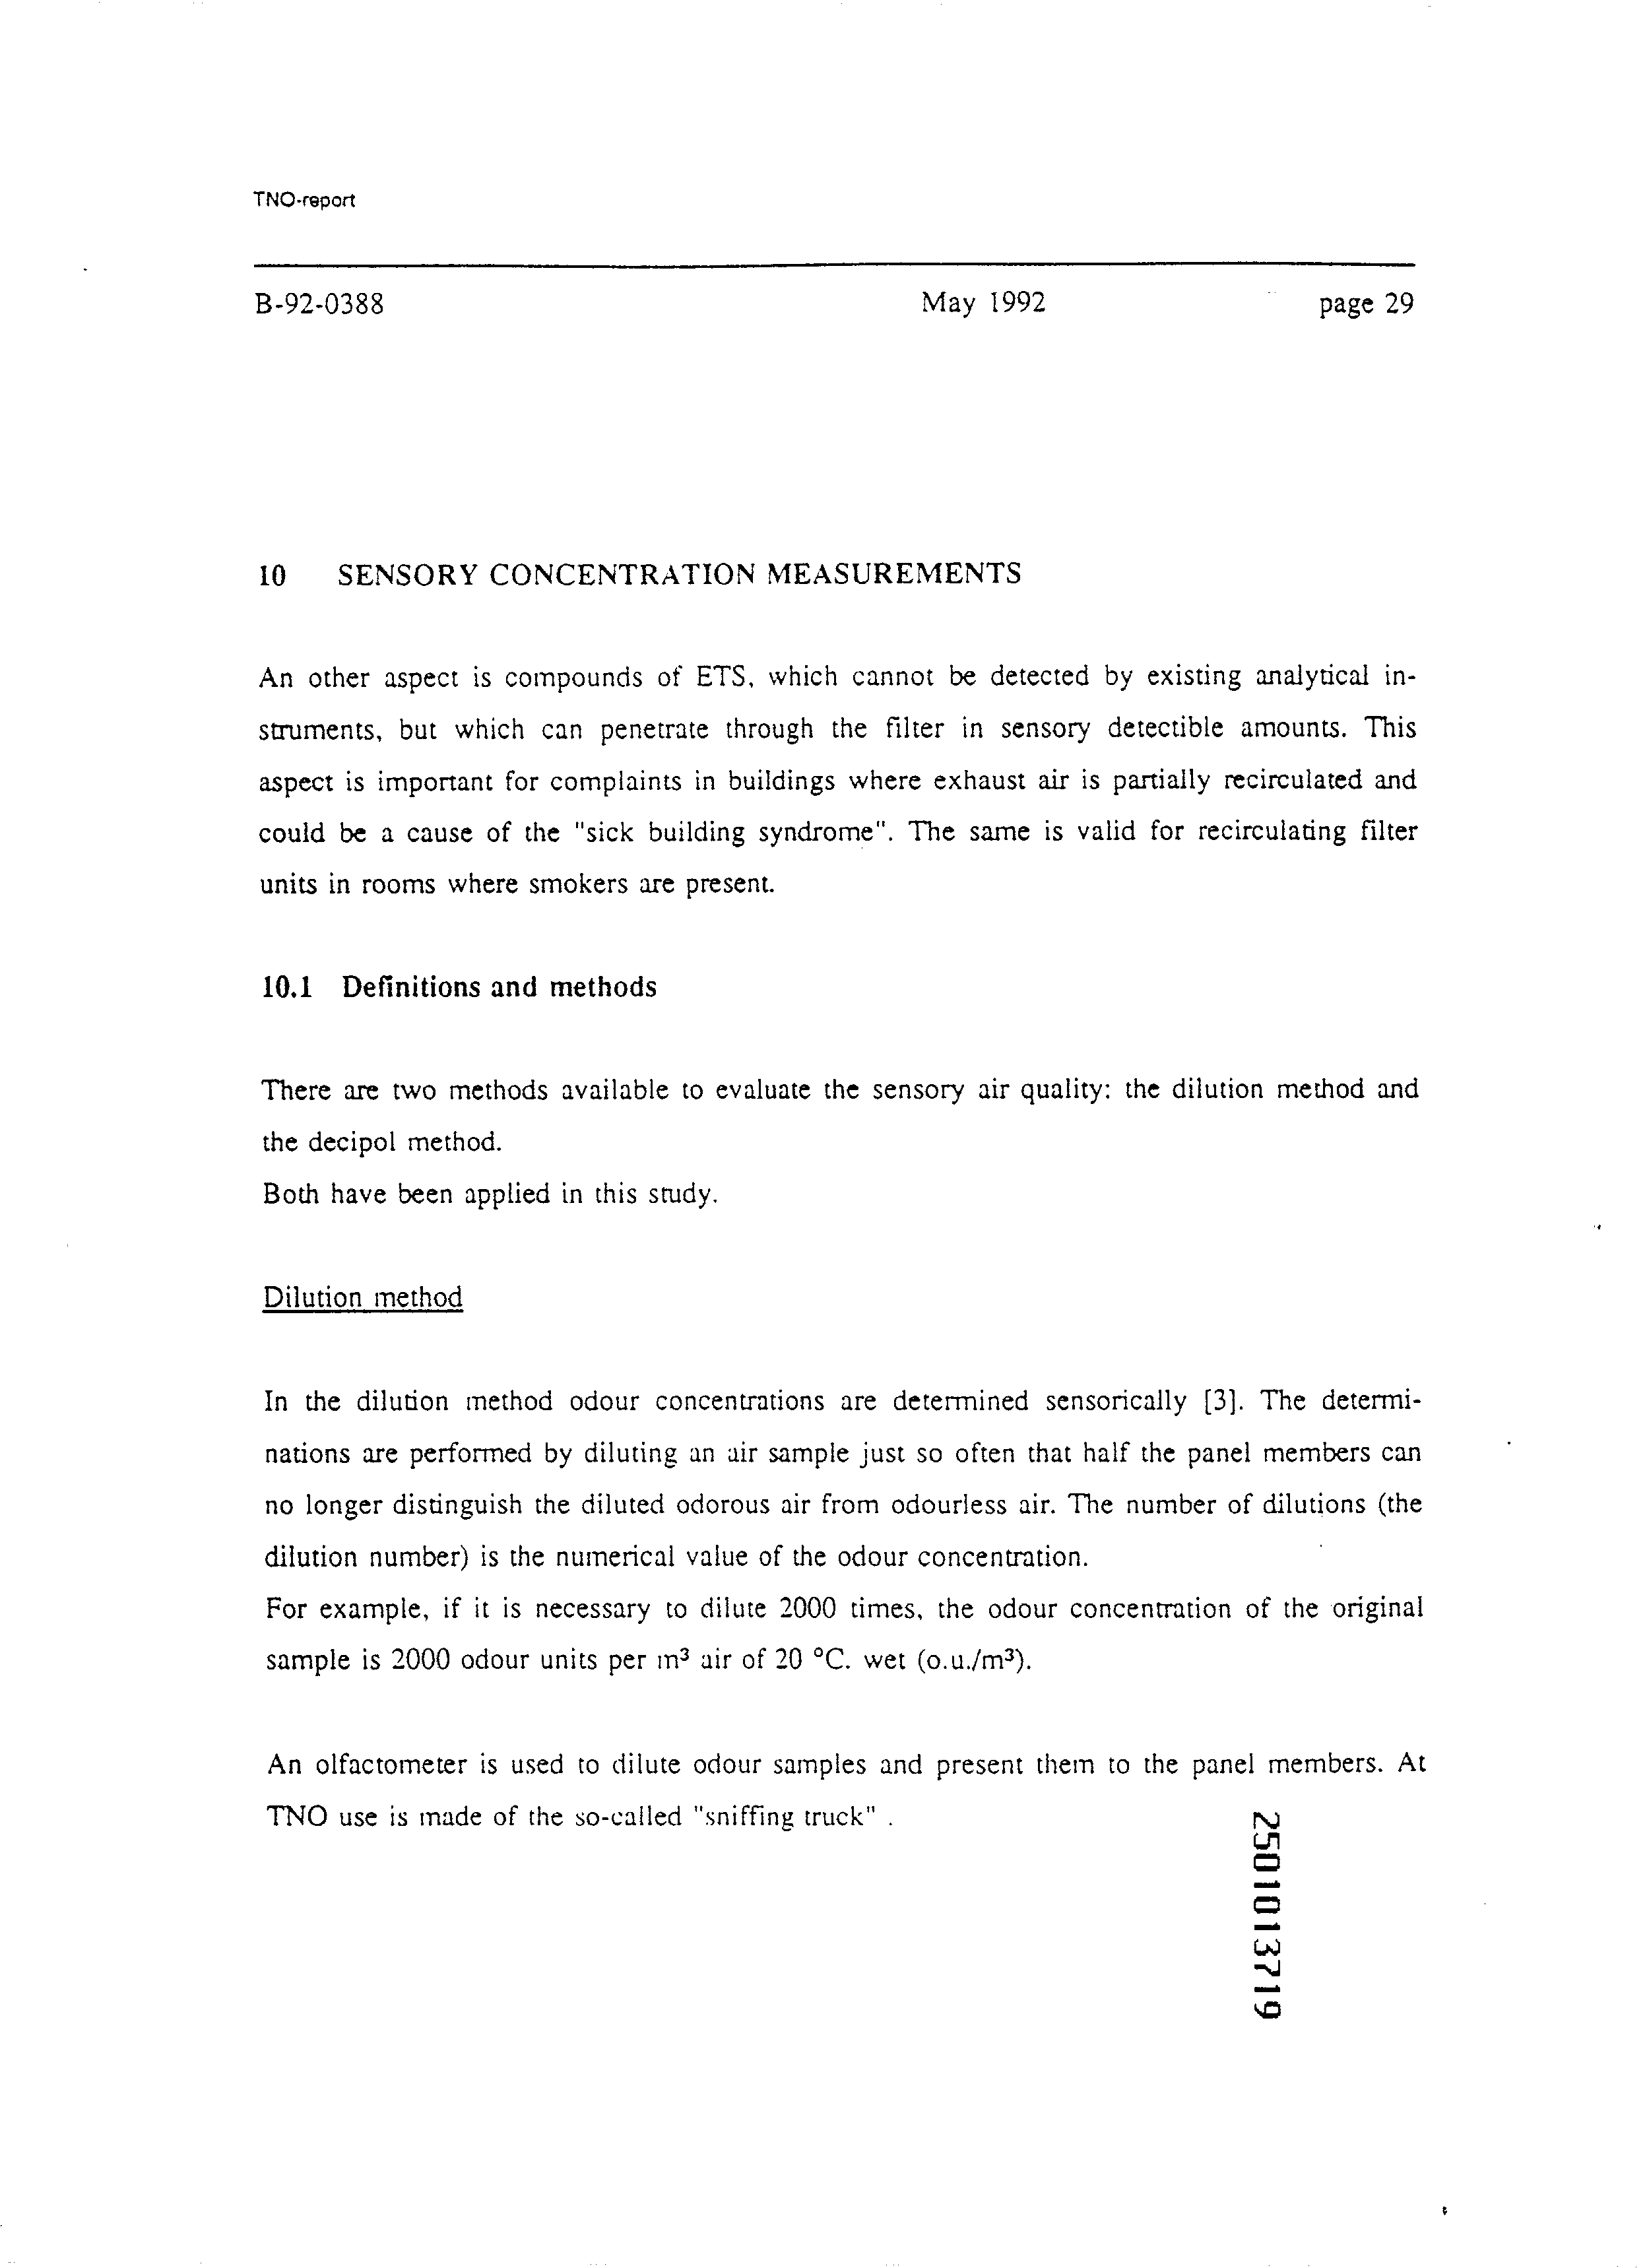 TNO-report
B-92-0388 May 1992 page 29
10 SENSORY CONCENTRATION MEASUREMENTS
An other aspect is compounds of ETS, which cannot be detected by existing analytical in-
struments, but which can penetrate through the filter in sensory detectible amounts. This
aspect is important for complaints in buildings where exhaust air is partially recirculated and
could be a cause of the "sick building syndrome". The same is valid for recirculating filter
units in rooms where smokers are present.
10.1 Definitions and methods
There are two methods available to evaluate the sensory air quality: the dilution method and
the decipol method.
Both have been applied in this study.
Dilution method
In the dilution method odour concentrations are determined sensorically [3]. The determi-
nations are performed by diluting an air sample just so often that half the panel members can
no longer distinguish the diluted odorous air from odourless air. The number of dilutions (the
dilution number) is the numerical value of the odour concentration.
For example, if it is necessary to dilute 2000 times, the odour concentration of the original
sample is 2000 odour units per m³ air of 20 °C. wet (o.u./m³).
An olfactometer is used to dilute odour samples and present them to the panel members. At
TNO use is made of the so-called "sniffing truck" .
2501013719